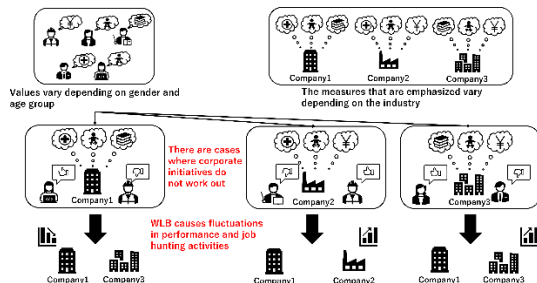 Values vary depending on gender and
age group
Company1
Company2
Company3
The measures that are emphasized vary
depending on the industry
There are cases
where corporate
initiatives do
not work out
Company1
Company2
Company3
WLB causes fluctuations
in performance and job
hunting activities
Company1
Company3
Company1
Company2
Company1
Company3